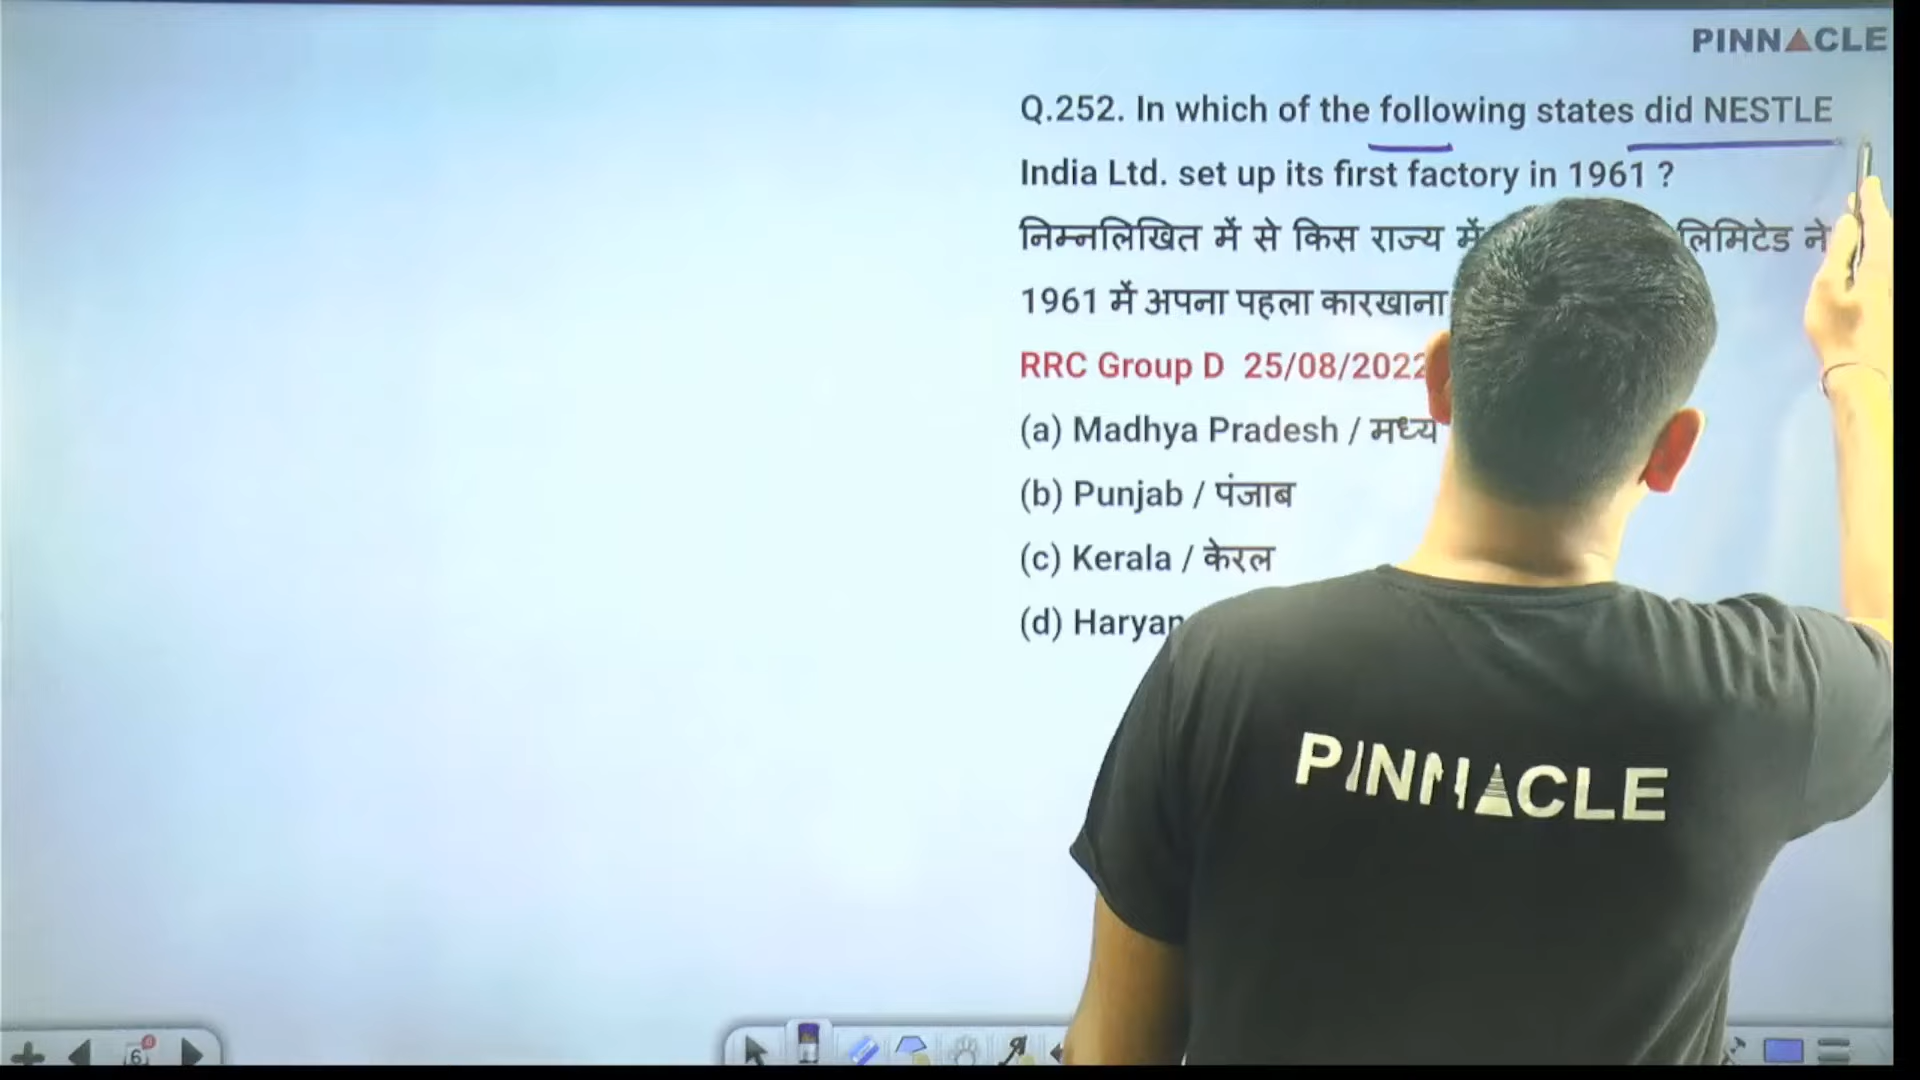 PINNACLE
Q.252. In which of the following states did NESTLE
India Ltd. set up its first factory in 1961 ?
निम्नलिखित में से किस राज्य में लिमिटेड ने
1961 में अपना पहला कारखाना
RRC Group D 25/08/2022
(a) Madhya Pradesh / मध्य
(b) Punjab / पंजाब
(c) Kerala / केरल
(d)
PINNACLE
6